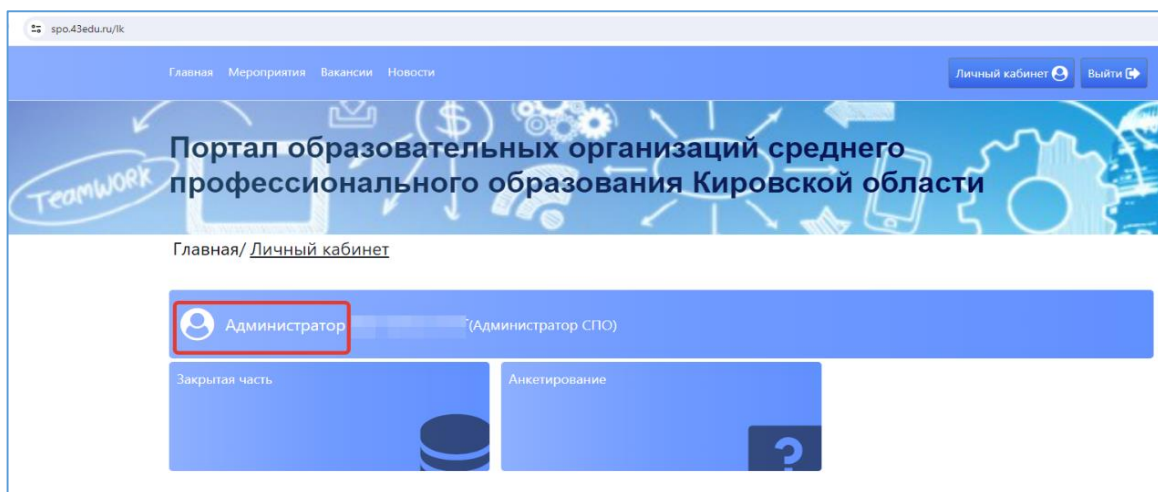 spo.43edu.ru/lk
Главная Мероприятия Вакансии Новости Личный кабинет Выйти
TEAMWORK
Портал образовательных организаций среднего
профессионального образования Кировской области
Главная/ Личный кабинет
Администратор (Администратор СПО)
Закрытая часть Анкетирование